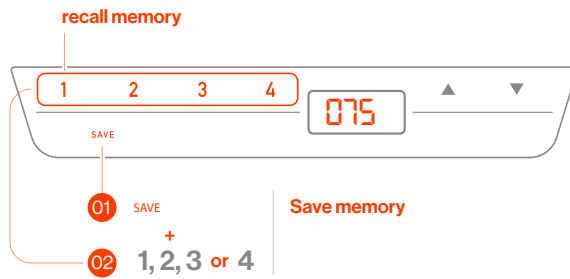 recall memory
1 2 3 4
075
SAVE
01 SAVE Save memory
+
02 1, 2, 3 or 4